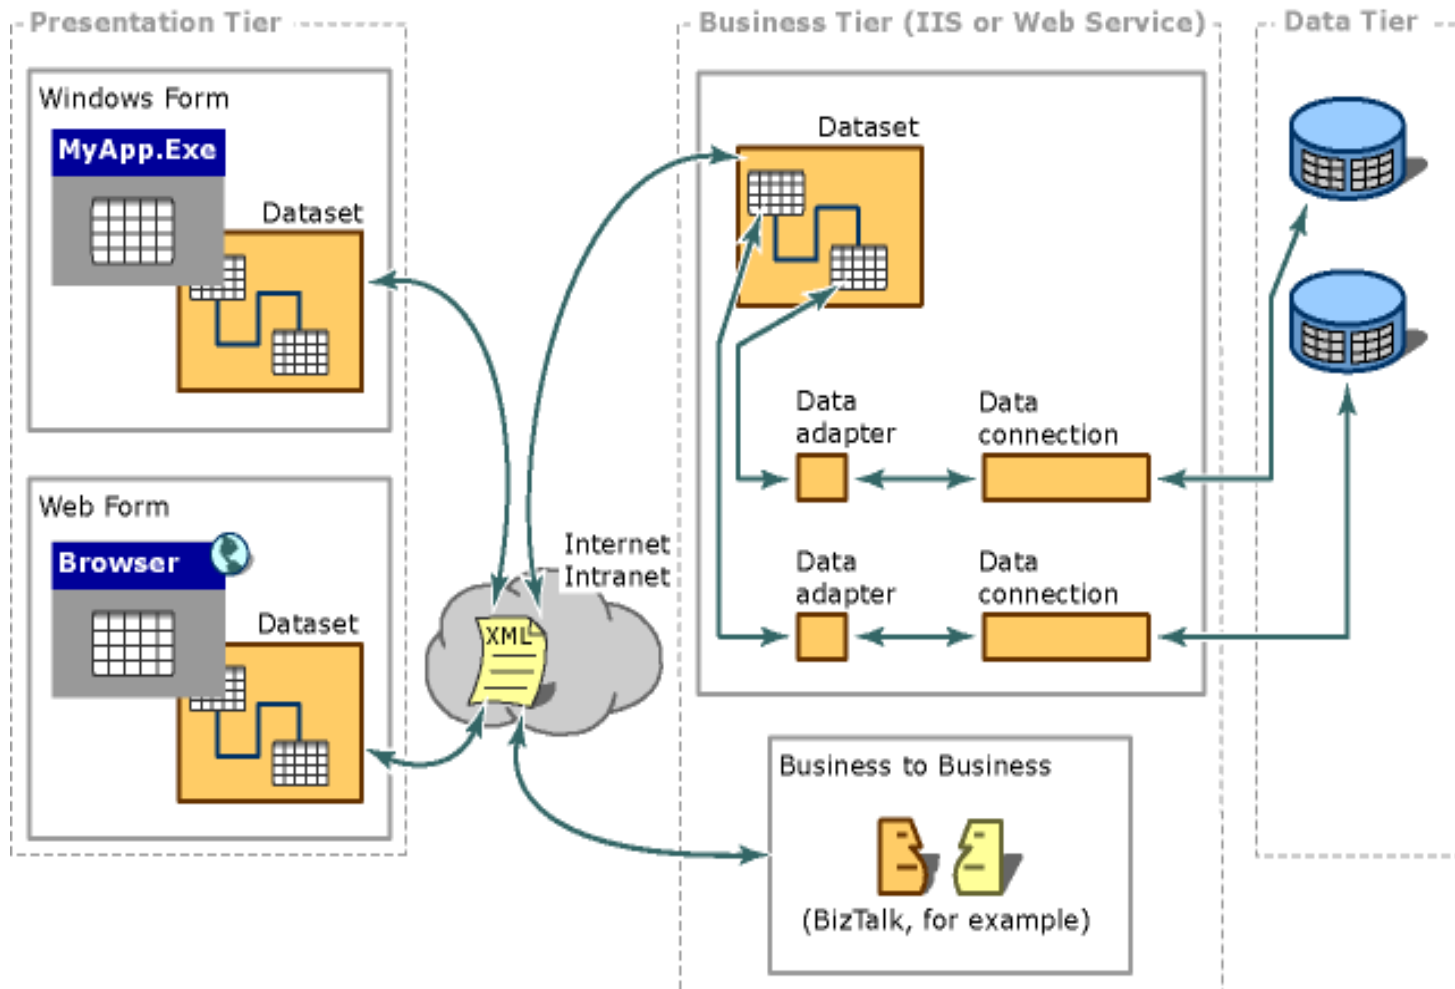 Presentation Tier
Windows Form
MyApp.Exe
Dataset
Web Form
Browser
Dataset
Internet
Intranet
XML
Business Tier (IIS or Web Service)
Dataset
Data
adapter
Data
connection
Data
adapter
Data
connection
Business to Business
(BizTalk, for example)
Data Tier